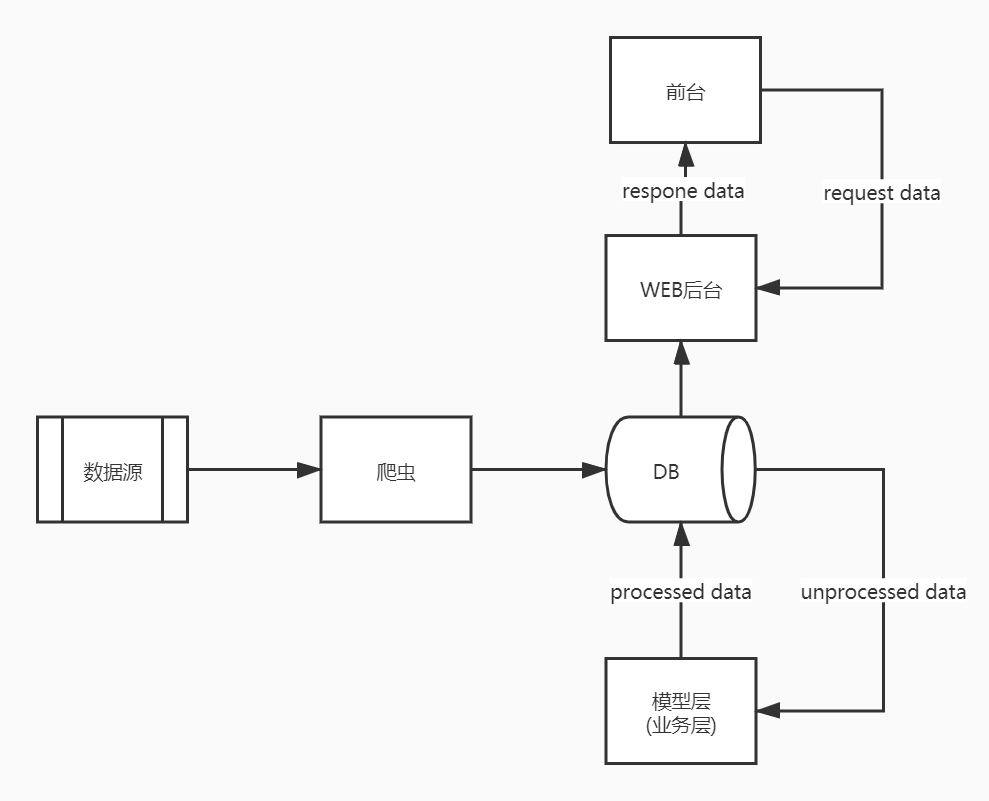 前台
respone data
request data
WEB后台
数据源
爬虫
DB
processed data
unprocessed data
模型层
(业务层)